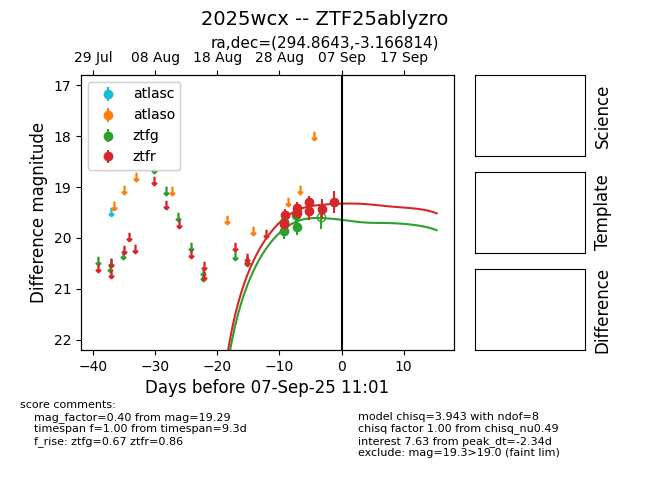 2025wcx -- ZTF25ablyzro
ra,dec=(294.8643,-3.166814)
29 Jul 08 Aug 18 Aug 28 Aug 07 Sep 17 Sep
17
18
19
20
21
22
Difference magnitude
atlasc
atlaso
ztfg
ztfr
−40 −30 −20 −10 0 10
Days before 07-Sep-25 11:01
Science
Template
Difference
score comments:
mag_factor=0.40 from mag=19.29
timespan f=1.00 from timespan=9.3d
f_rise: ztfg=0.67 ztfr=0.86
model chisq=3.943 with ndof=8
chisq factor 1.00 from chisq_nu0.49
interest 7.63 from peak_dt=-2.34d
exclude: mag=19.3>19.0 (faint lim)